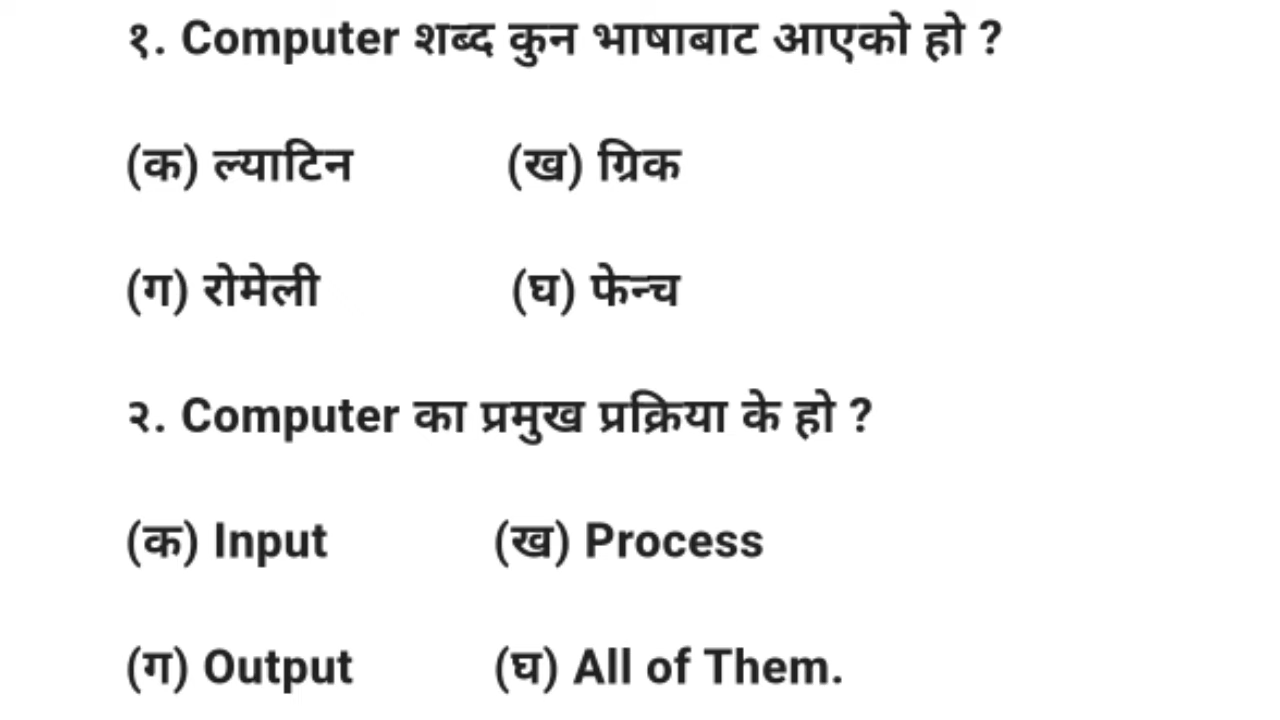 १. Computer शब्द कुन भाषाबाट आएको हो ?
(क) ल्याटिन (ख) ग्रिक
(ग) रोमेली (घ) फेन्च
२. Computer का प्रमुख प्रक्रिया के हो ?
(क) Input (ख) Process
(ग) Output (घ) All of Them.